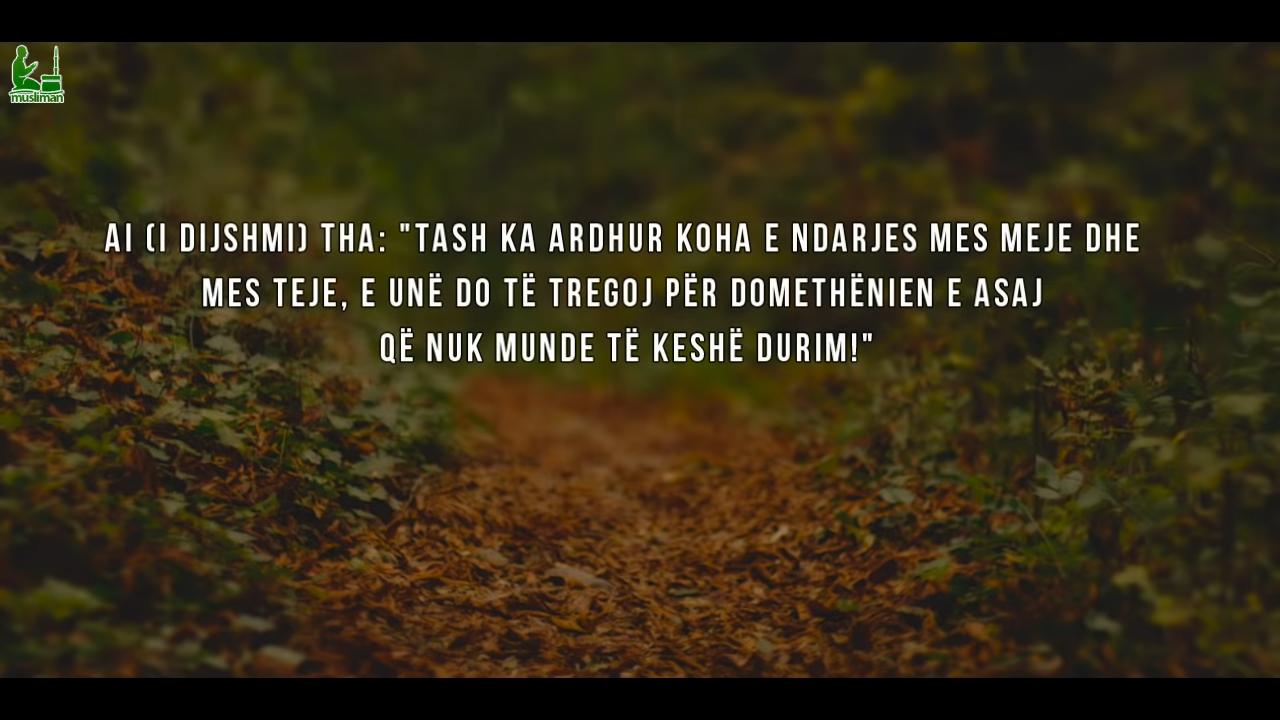 musliman
AI (I DIJSHMI) THA: "TASH KA ARDHUR KOHA E NDARJES MES MEJE DHE
MES TEJE, E UNË DO TË TREGOJ PËR DOMETHËNIEN E ASAJ
QË NUK MUNDE TË KESHË DURIM!"